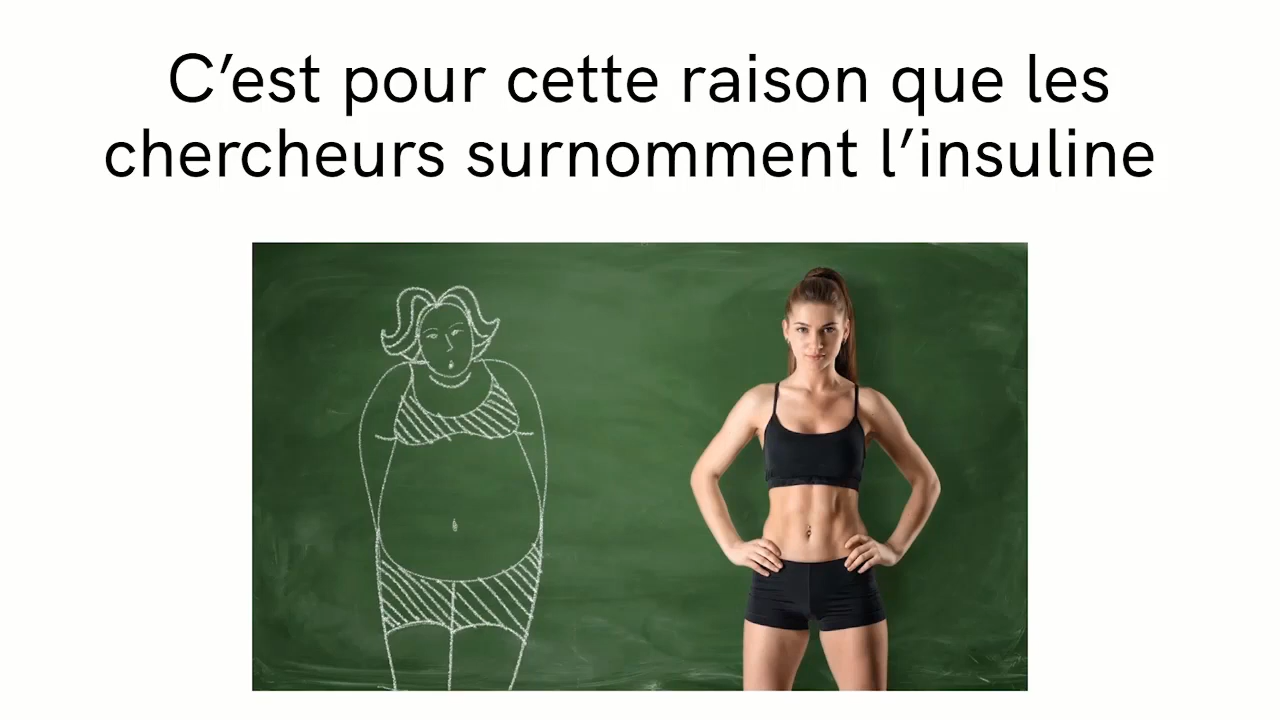 C’est pour cette raison que les
chercheurs surnomment l’insuline